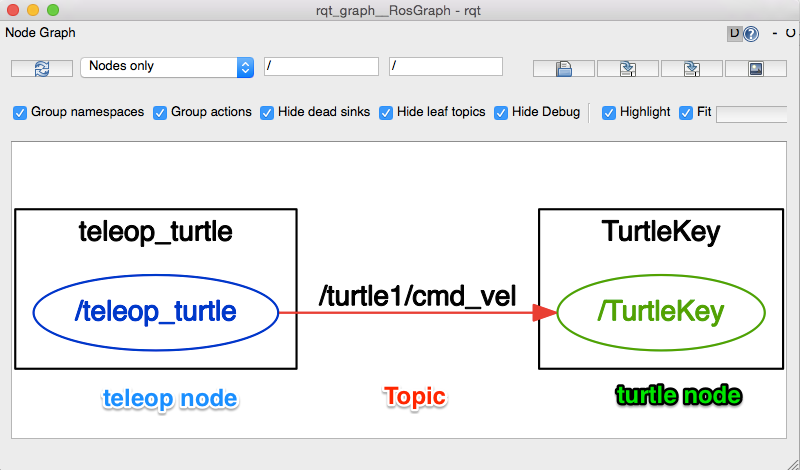 rqt_graph__RosGraph - rqt
Node Graph
D ? - O
Nodes only / /
Group namespaces Group actions Hide dead sinks Hide leaf topics Hide Debug Highlight Fit
teleop_turtle TurtleKey
/teleop_turtle /turtle1/cmd_vel /TurtleKey
teleop node Topic turtle node